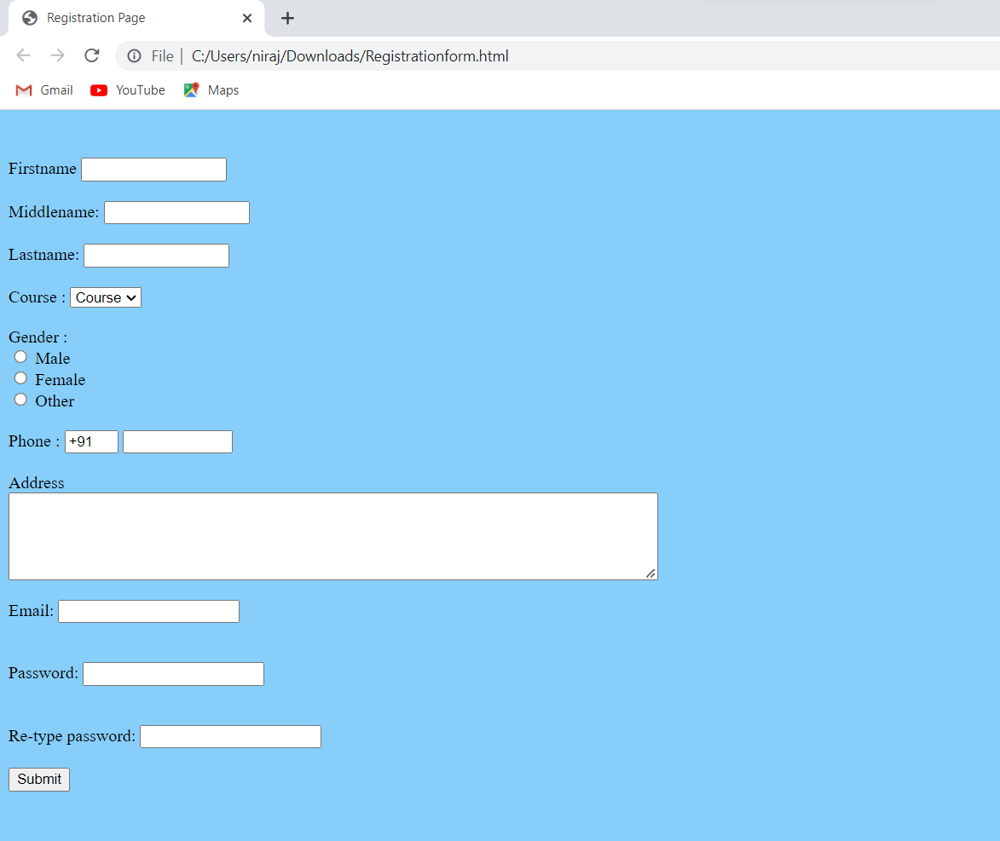 Registration Page
File | C:/Users/niraj/Downloads/Registrationform.html
Gmail YouTube Maps
Firstname
Middlename:
Lastname:
Course : Course
Gender :
Male
Female
Other
Phone : +91
Address
Email:
Password:
Re-type password:
Submit